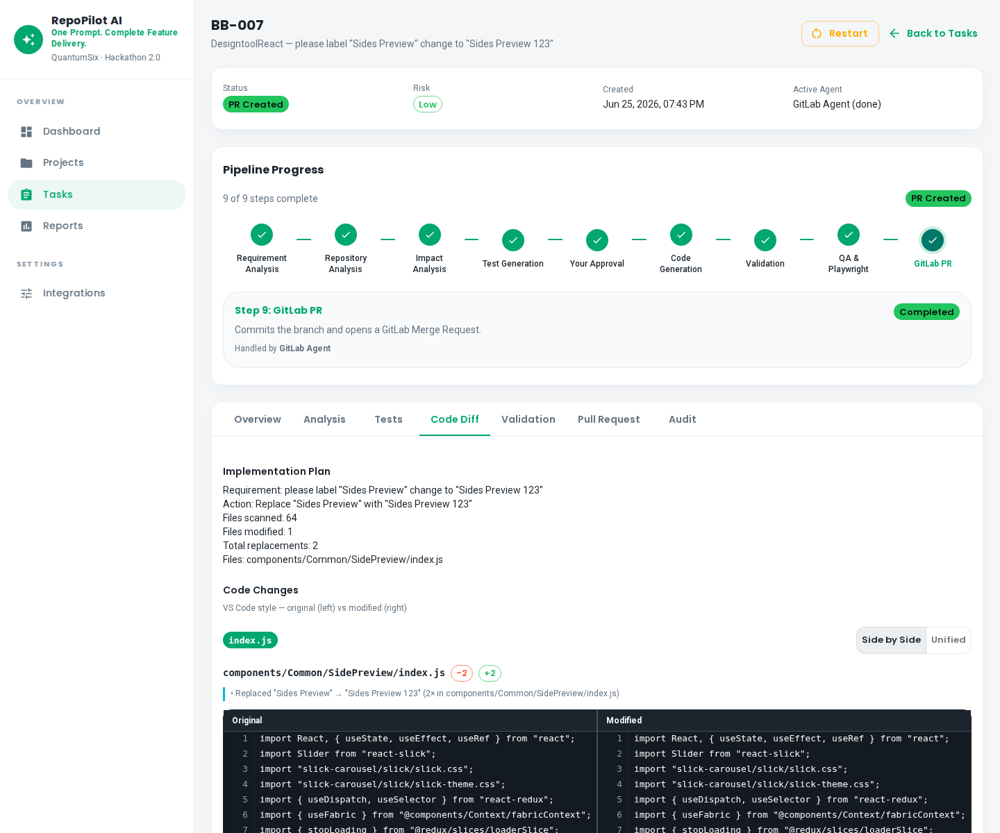 RepoPilot AI
One Prompt. Complete Feature
Delivery.
QuantumSix · Hackathon 2.0
OVERVIEW
Dashboard
Projects
Tasks
Reports
SETTINGS
Integrations
BB-007
DesigntoolReact — please label "Sides Preview" change to "Sides Preview 123"
Restart
Back to Tasks
Status
PR Created
Risk
Low
Created
Jun 25, 2026, 07:43 PM
Active Agent
GitLab Agent (done)
Pipeline Progress
9 of 9 steps complete
PR Created
Requirement
Analysis
Repository
Analysis
Impact
Analysis
Test Generation
Your Approval
Code
Generation
Validation
QA &
Playwright
GitLab PR
Step 9: GitLab PR
Completed
Commits the branch and opens a GitLab Merge Request.
Handled by GitLab Agent
Overview
Analysis
Tests
Code Diff
Validation
Pull Request
Audit
Implementation Plan
Requirement: please label "Sides Preview" change to "Sides Preview 123"
Action: Replace "Sides Preview" with "Sides Preview 123"
Files scanned: 64
Files modified: 1
Total replacements: 2
Files: components/Common/SidePreview/index.js
Code Changes
VS Code style — original (left) vs modified (right)
index.js
Side by Side
Unified
components/Common/SidePreview/index.js
-2
+2
• Replaced "Sides Preview" → "Sides Preview 123" (2× in components/Common/SidePreview/index.js)
Original
1 import React, { useState, useEffect, useRef } from "react";
2 import Slider from "react-slick";
3 import "slick-carousel/slick/slick.css";
4 import "slick-carousel/slick/slick-theme.css";
5 import { useDispatch, useSelector } from "react-redux";
6 import { useFabric } from "@components/Context/fabricContext";
7 import { stopLoading } from "@redux/slices/loaderSlice";
Modified
1 import React, { useState, useEffect, useRef } from "react";
2 import Slider from "react-slick";
3 import "slick-carousel/slick/slick.css";
4 import "slick-carousel/slick/slick-theme.css";
5 import { useDispatch, useSelector } from "react-redux";
6 import { useFabric } from "@components/Context/fabricContext";
7 import { stopLoading } from "@redux/slices/loaderSlice";